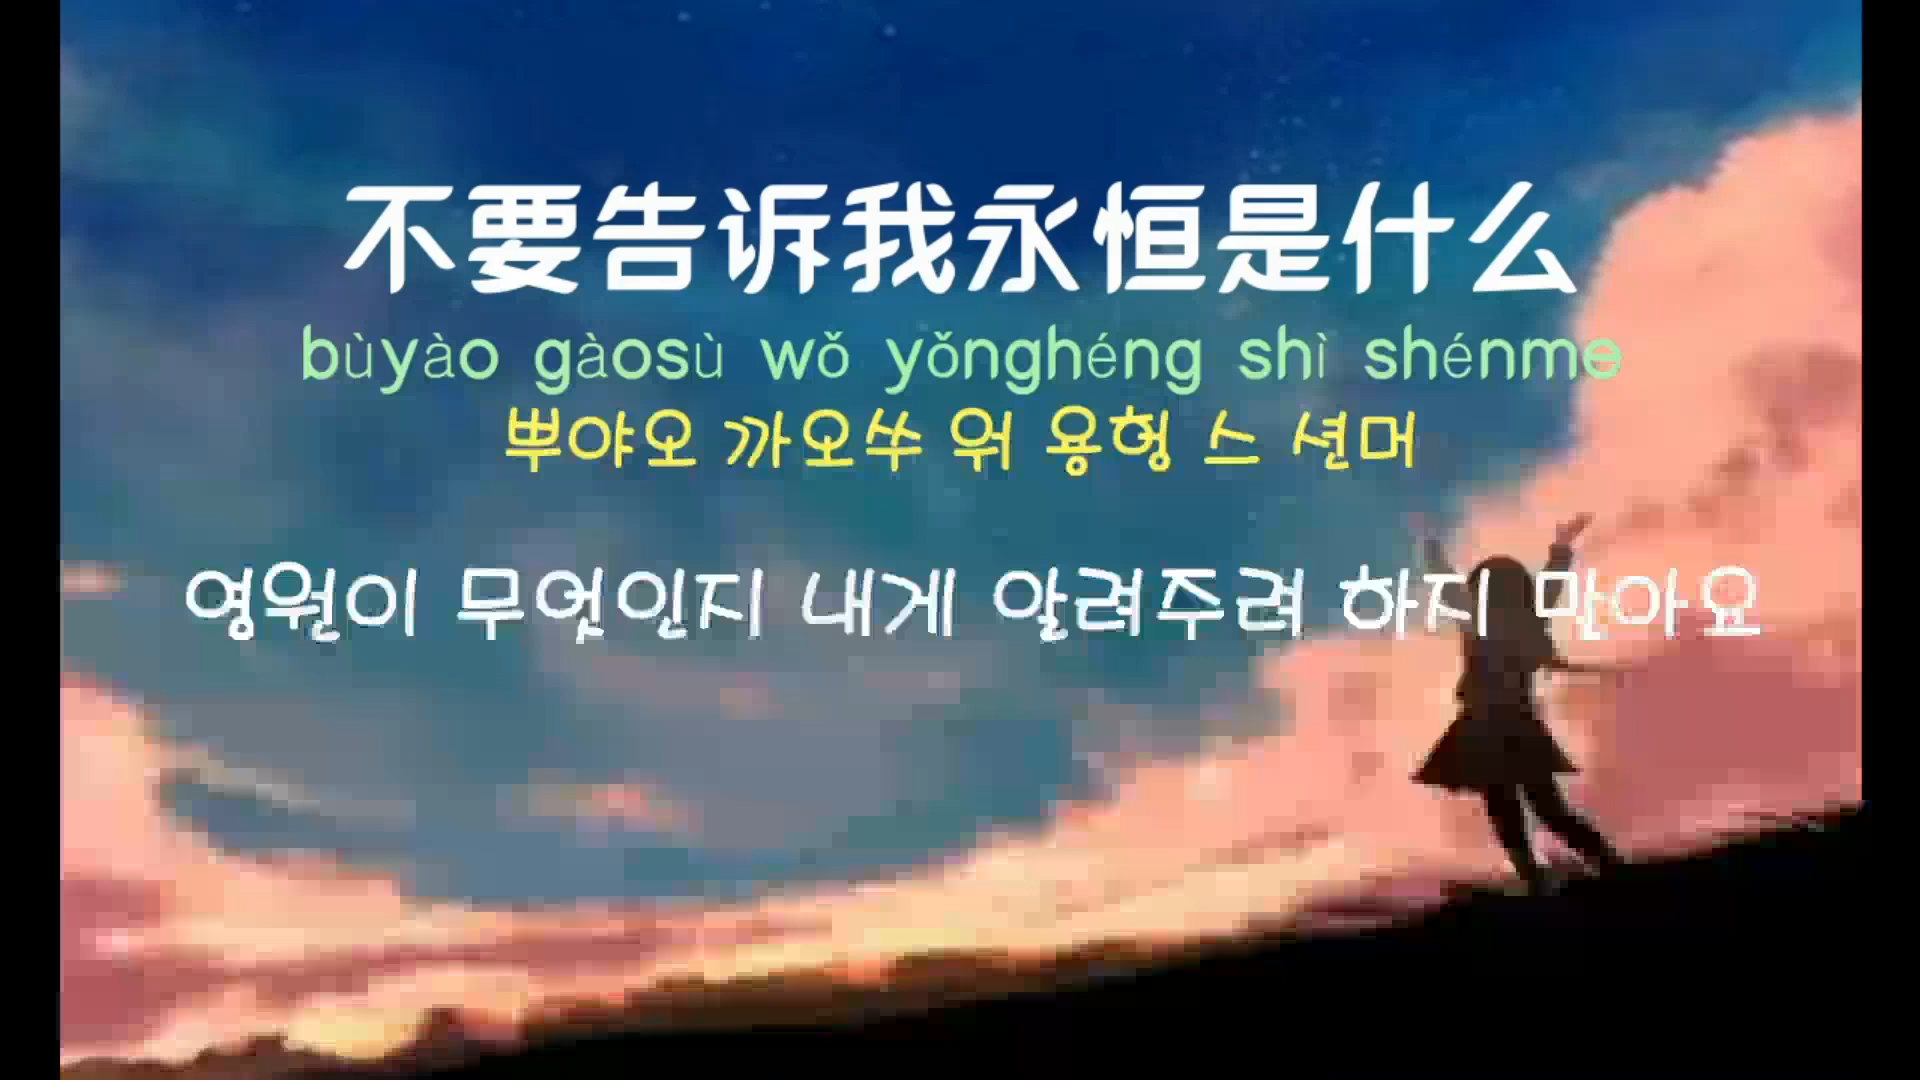 不要告诉我永恒是什么
bùyào gàosù wǒ yǒnghéng shì shénme
뿌야오 까오쑤 워 용헝 스 션머
영원이 무엇인지 내게 알려주려 하지 말아요